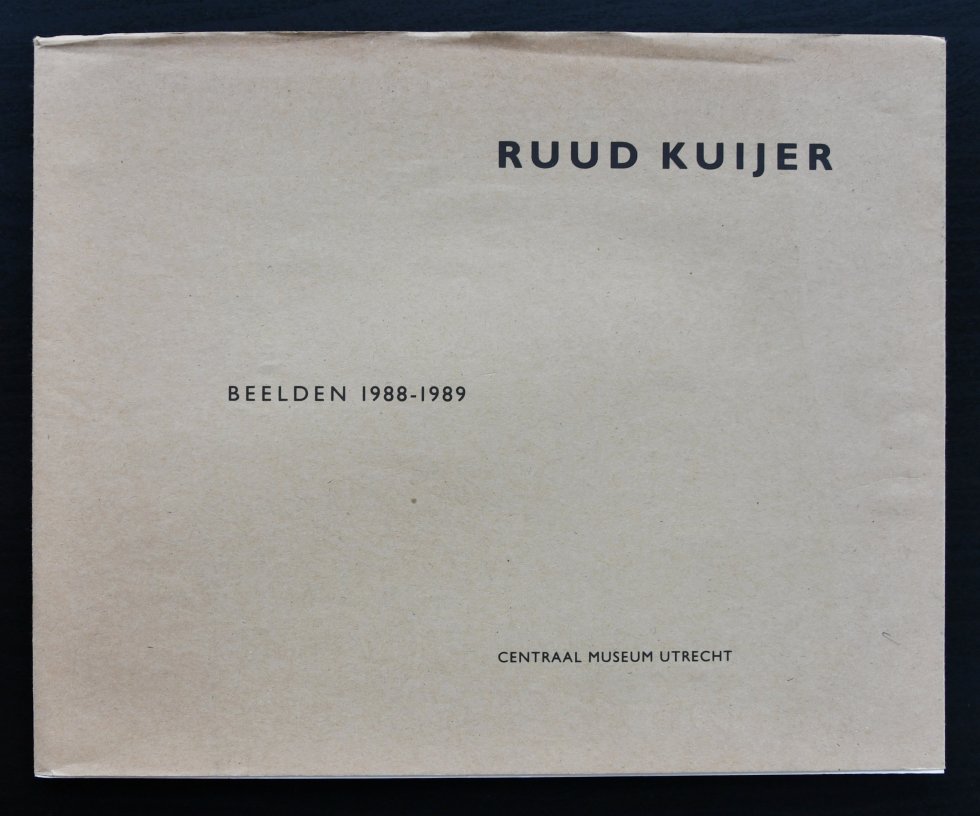 RUUD KUIJER
BEELDEN 1988-1989
CENTRAAL MUSEUM UTRECHT